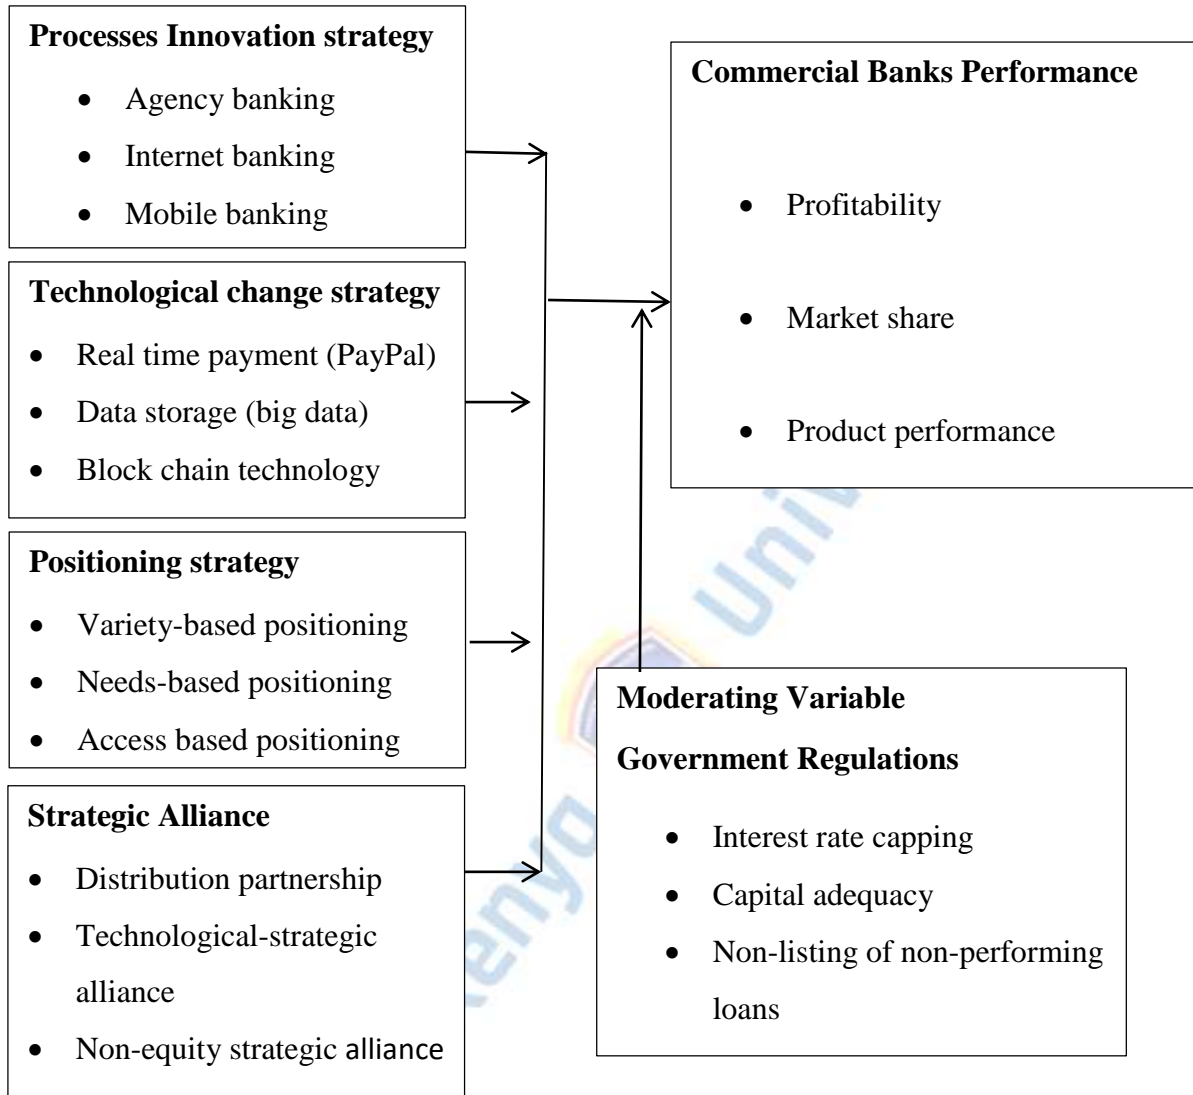 Processes Innovation strategy
• Agency banking
• Internet banking
• Mobile banking
Technological change strategy
• Real time payment (PayPal)
• Data storage (big data)
• Block chain technology
Positioning strategy
• Variety-based positioning
• Needs-based positioning
• Access based positioning
Strategic Alliance
• Distribution partnership
• Technological-strategic
alliance
• Non-equity strategic alliance
Commercial Banks Performance
• Profitability
• Market share
• Product performance
Moderating Variable
Government Regulations
• Interest rate capping
• Capital adequacy
• Non-listing of non-performing
loans